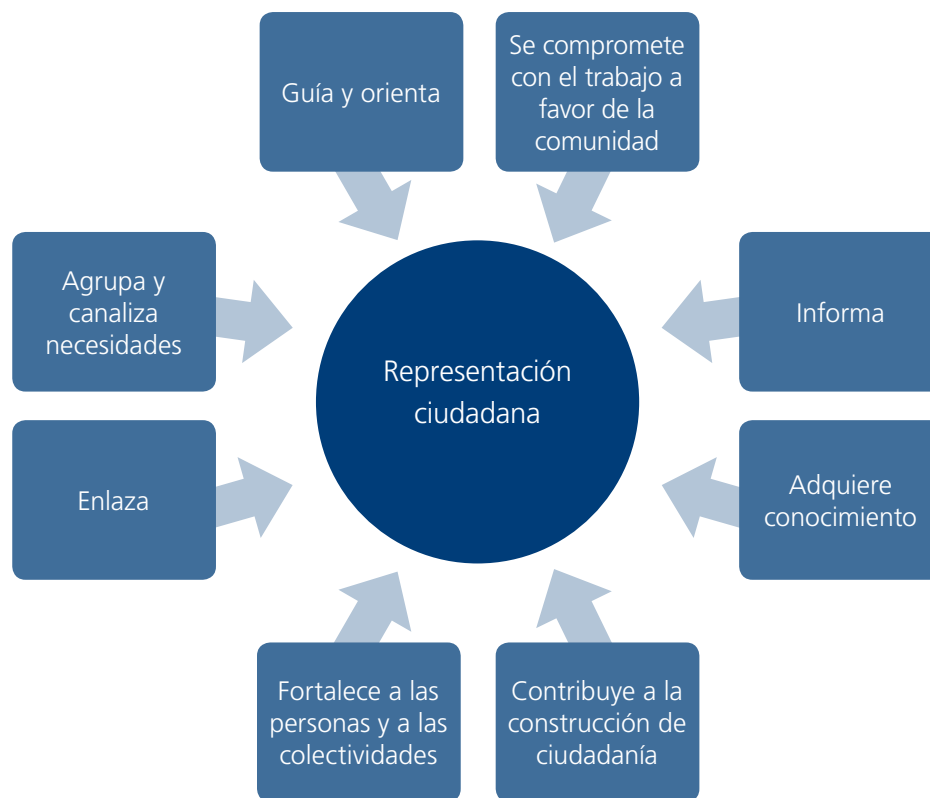 Guía y orienta
Se compromete
con el trabajo a
favor de la
comunidad
Agrupa y
canaliza
necesidades
Informa
Representación
ciudadana
Enlaza
Adquiere
conocimiento
Fortalece a las
personas y a las
colectividades
Contribuye a la
construcción de
ciudadanía